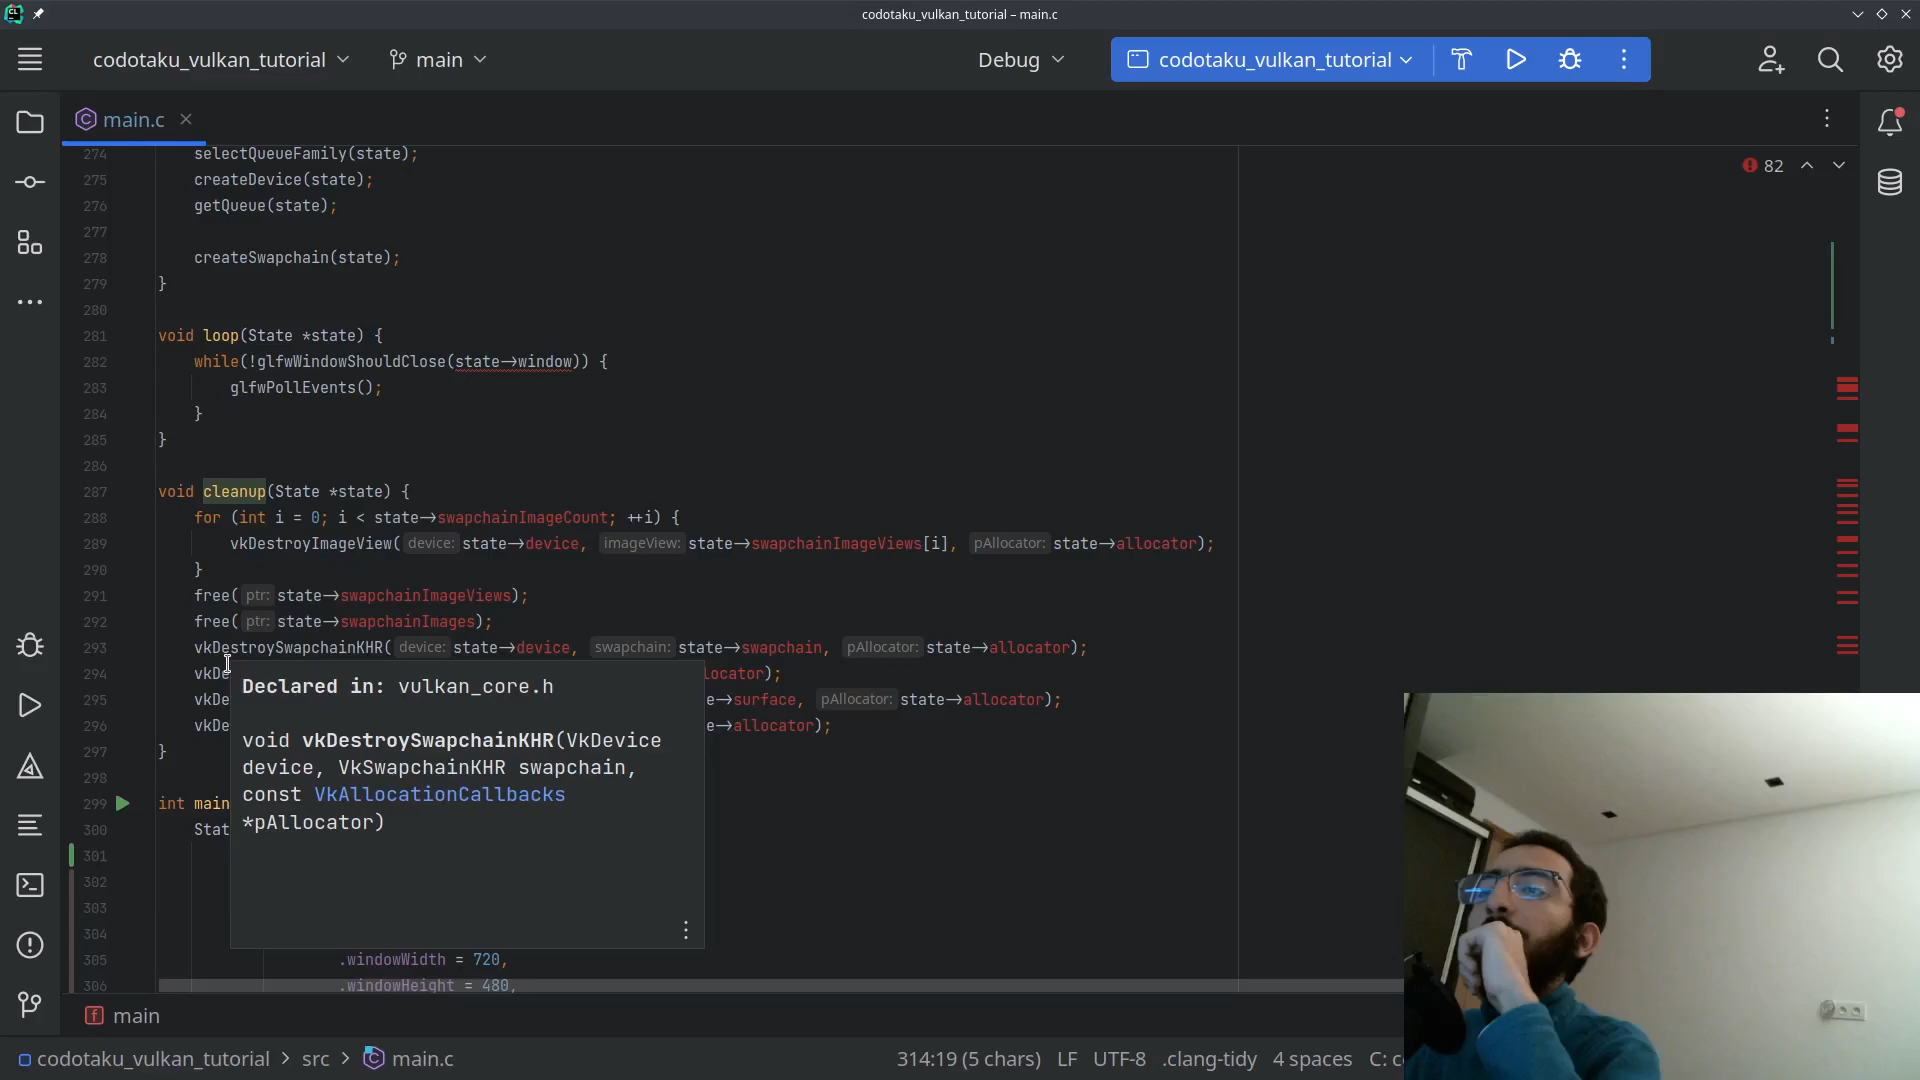 codotaku_vulkan_tutorial – main.c
codotaku_vulkan_tutorial
main
Debug
codotaku_vulkan_tutorial
main.c
82
274 selectQueueFamily(state);
275 createDevice(state);
276 getQueue(state);
277
278 createSwapchain(state);
279 }
280
281 void loop(State *state) {
282 while(!glfwWindowShouldClose(state->window)) {
283 glfwPollEvents();
284 }
285 }
286
287 void cleanup(State *state) {
288 for (int i = 0; i < state->swapchainImageCount; ++i) {
289 vkDestroyImageView( device: state->device, imageView: state->swapchainImageViews[i], pAllocator: state->allocator);
290 }
291 free( ptr: state->swapchainImageViews);
292 free( ptr: state->swapchainImages);
293 vkDestroySwapchainKHR( device: state->device, swapchain: state->swapchain, pAllocator: state->allocator);
294 vkDe locator);
295 vkDe e->surface, pAllocator: state->allocator);
296 vkDe e->allocator);
297 }
298
299 int main
300 Stat
301
302
303
304
305 .windowWidth = 720,
306 .windowHeight = 480,
Declared in: vulkan_core.h
void vkDestroySwapchainKHR(VkDevice
device, VkSwapchainKHR swapchain,
const VkAllocationCallbacks
*pAllocator)
main
codotaku_vulkan_tutorial > src > main.c
314:19 (5 chars) LF UTF-8 .clang-tidy 4 spaces C: c